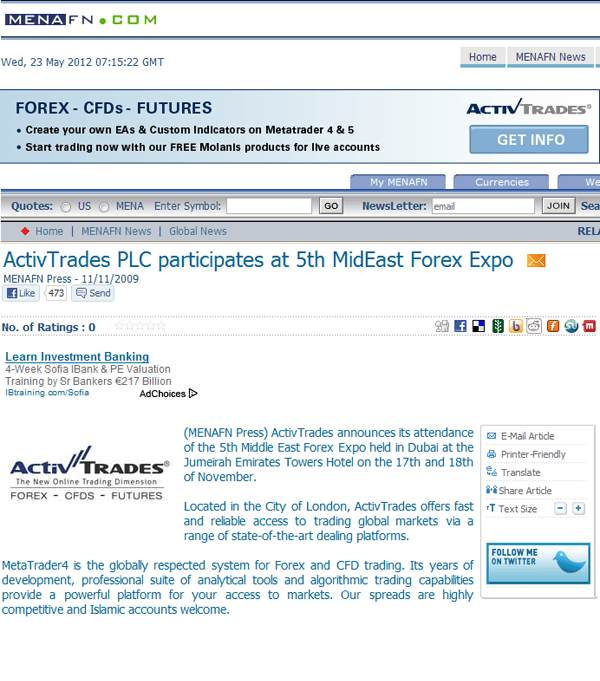 MENAFN.COM
Wed, 23 May 2012 07:15:22 GMT
Home
MENAFN News
FOREX - CFDs - FUTURES
• Create your own EAs & Custom Indicators on Metatrader 4 & 5
• Start trading now with our FREE Molanis products for live accounts
ACTIVTRADES®
GET INFO
My MENAFN
Currencies
We
Quotes:
US
MENA
Enter Symbol:
GO
NewsLetter:
email
JOIN
Sea
Home | MENAFN News | Global News
RELA
ActivTrades PLC participates at 5th MidEast Forex Expo
MENAFN Press - 11/11/2009
Like
473
Send
No. of Ratings : 0
Learn Investment Banking
4-Week Sofia IBank & PE Valuation
Training by Sr Bankers €217 Billion
IBtraining.com/Sofia
AdChoices
ACTIVTRADES®
The New Online Trading Dimension
FOREX - CFDS - FUTURES
(MENAFN Press) ActivTrades announces its attendance
of the 5th Middle East Forex Expo held in Dubai at the
Jumeirah Emirates Towers Hotel on the 17th and 18th
of November.
Located in the City of London, ActivTrades offers fast
and reliable access to trading global markets via a
range of state-of-the-art dealing platforms.
MetaTrader4 is the globally respected system for Forex and CFD trading. Its years of
development, professional suite of analytical tools and algorithmic trading capabilities
provide a powerful platform for your access to markets. Our spreads are highly
competitive and Islamic accounts welcome.
E-Mail Article
Printer-Friendly
Translate
Share Article
Text Size
FOLLOW ME
ON TWITTER